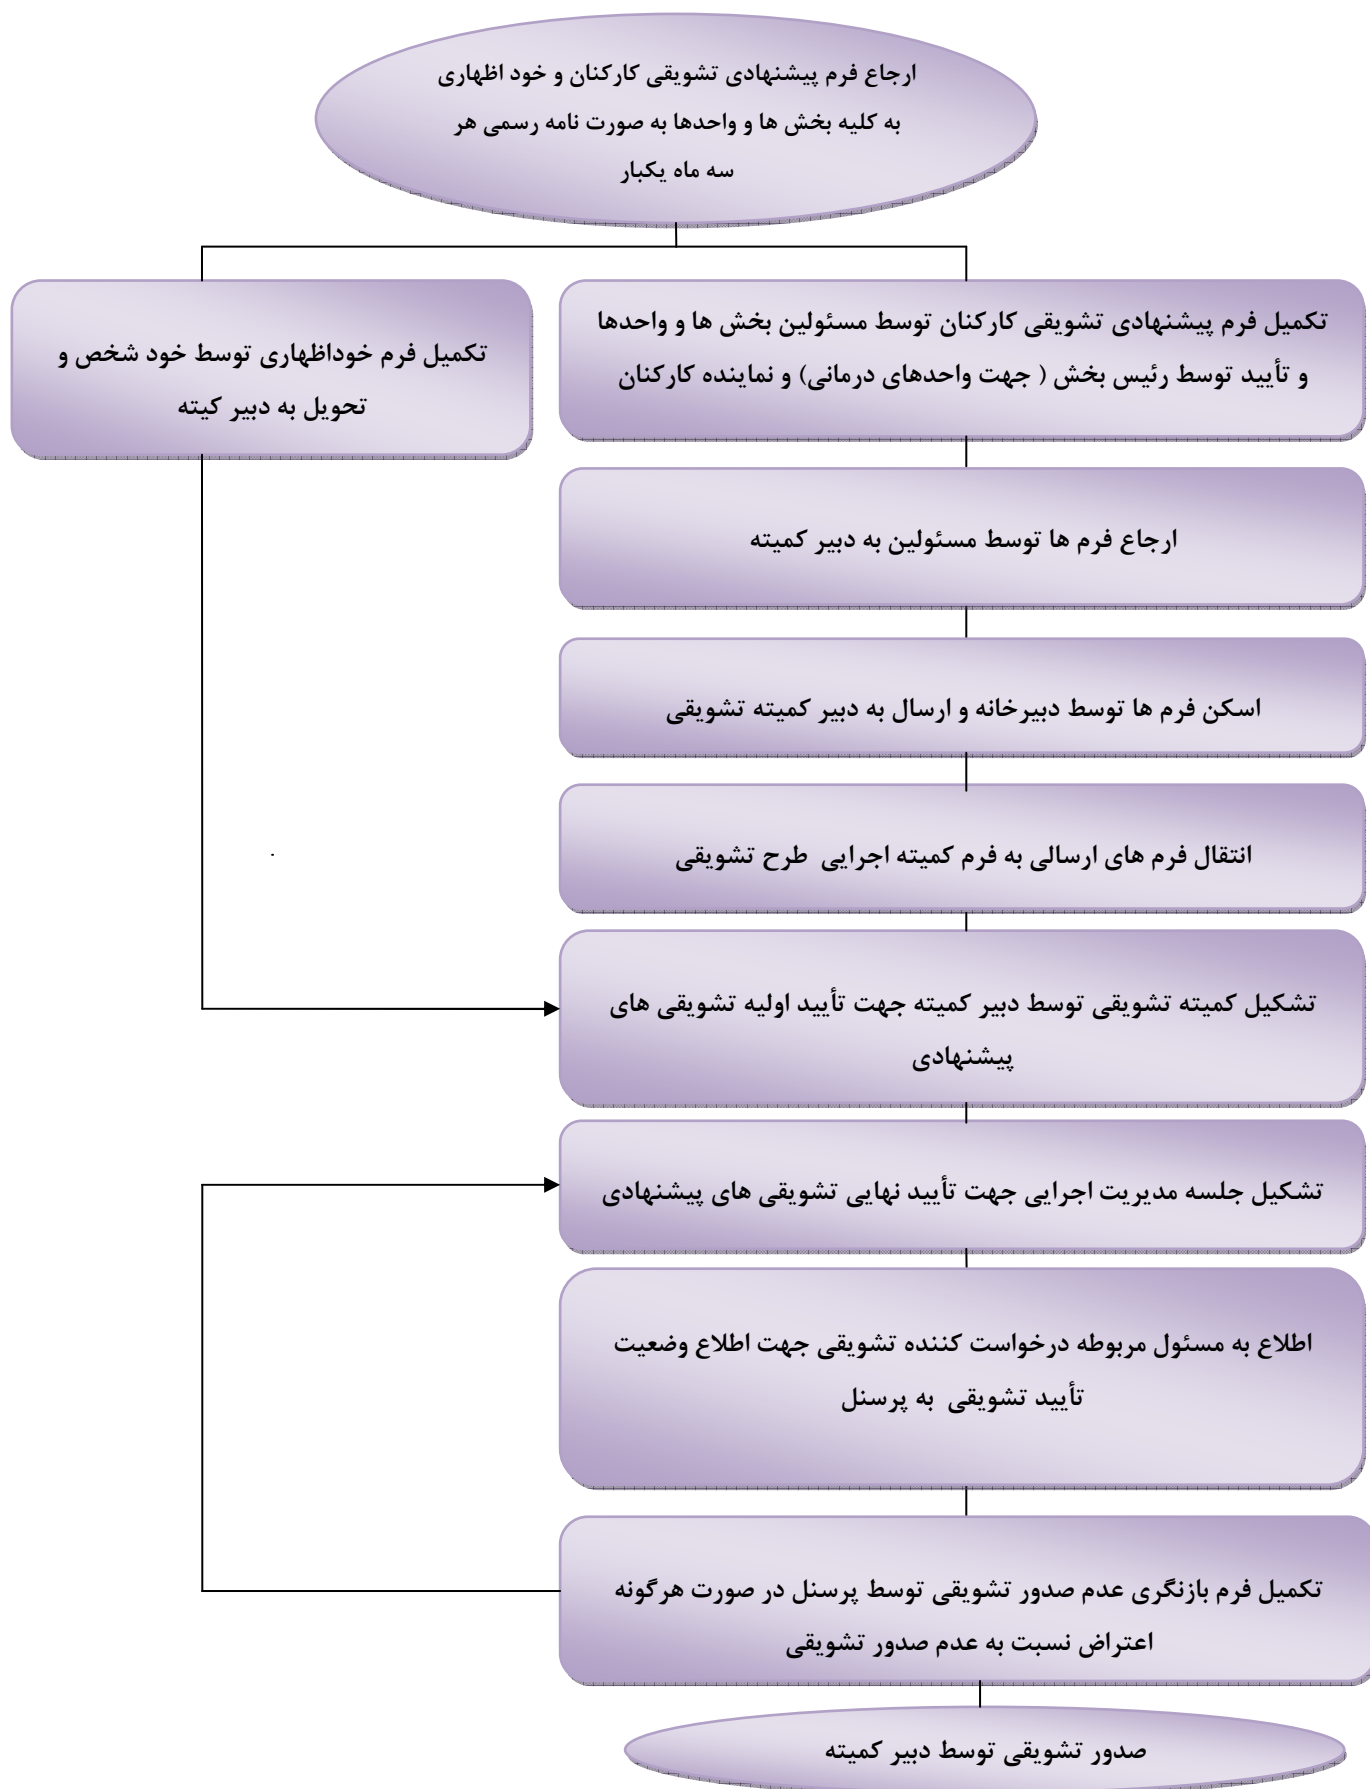 ارجاع فرم پیشنهادی تشویقی کارکنان و خود اظهاری
به کلیه بخش ها و واحدها به صورت نامه رسمی هر
سه ماه یکبار
تکمیل فرم پیشنهادی تشویقی کارکنان توسط مسئولین بخش ها و واحدها
و تأیید توسط رئیس بخش ( جهت واحدهای درمانی) و نماینده کارکنان
تکمیل فرم خوداظهاری توسط خود شخص و
تحویل به دبیر کیته
ارجاع فرم ها توسط مسئولین به دبیر کمیته
اسکن فرم ها توسط دبیرخانه و ارسال به دبیر کمیته تشویقی
انتقال فرم های ارسالی به فرم کمیته اجرایی طرح تشویقی
تشکیل کمیته تشویقی توسط دبیر کمیته جهت تأیید اولیه تشویقی های
پیشنهادی
تشکیل جلسه مدیریت اجرایی جهت تأیید نهایی تشویقی های پیشنهادی
اطلاع به مسئول مربوطه درخواست کننده تشویقی جهت اطلاع وضعیت
تأیید تشویقی به پرسنل
تکمیل فرم بازنگری عدم صدور تشویقی توسط پرسنل در صورت هرگونه
اعتراض نسبت به عدم صدور تشویقی
صدور تشویقی توسط دبیر کمیته